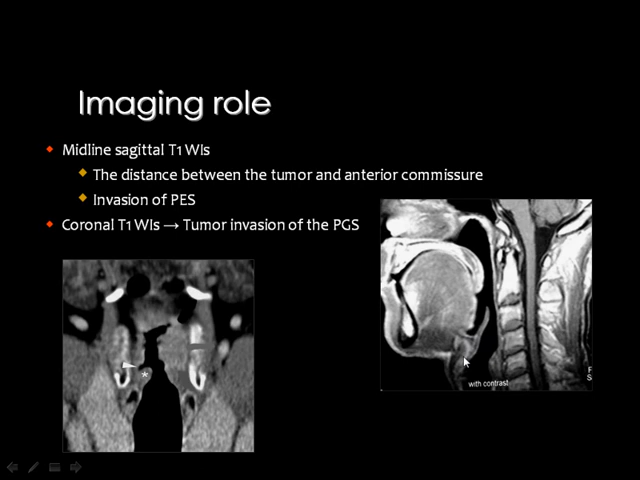 Imaging role
Midline sagittal T1 WIs
The distance between the tumor and anterior commissure
Invasion of PES
Coronal T1 WIs → Tumor invasion of the PGS
*
with contrast
F
S